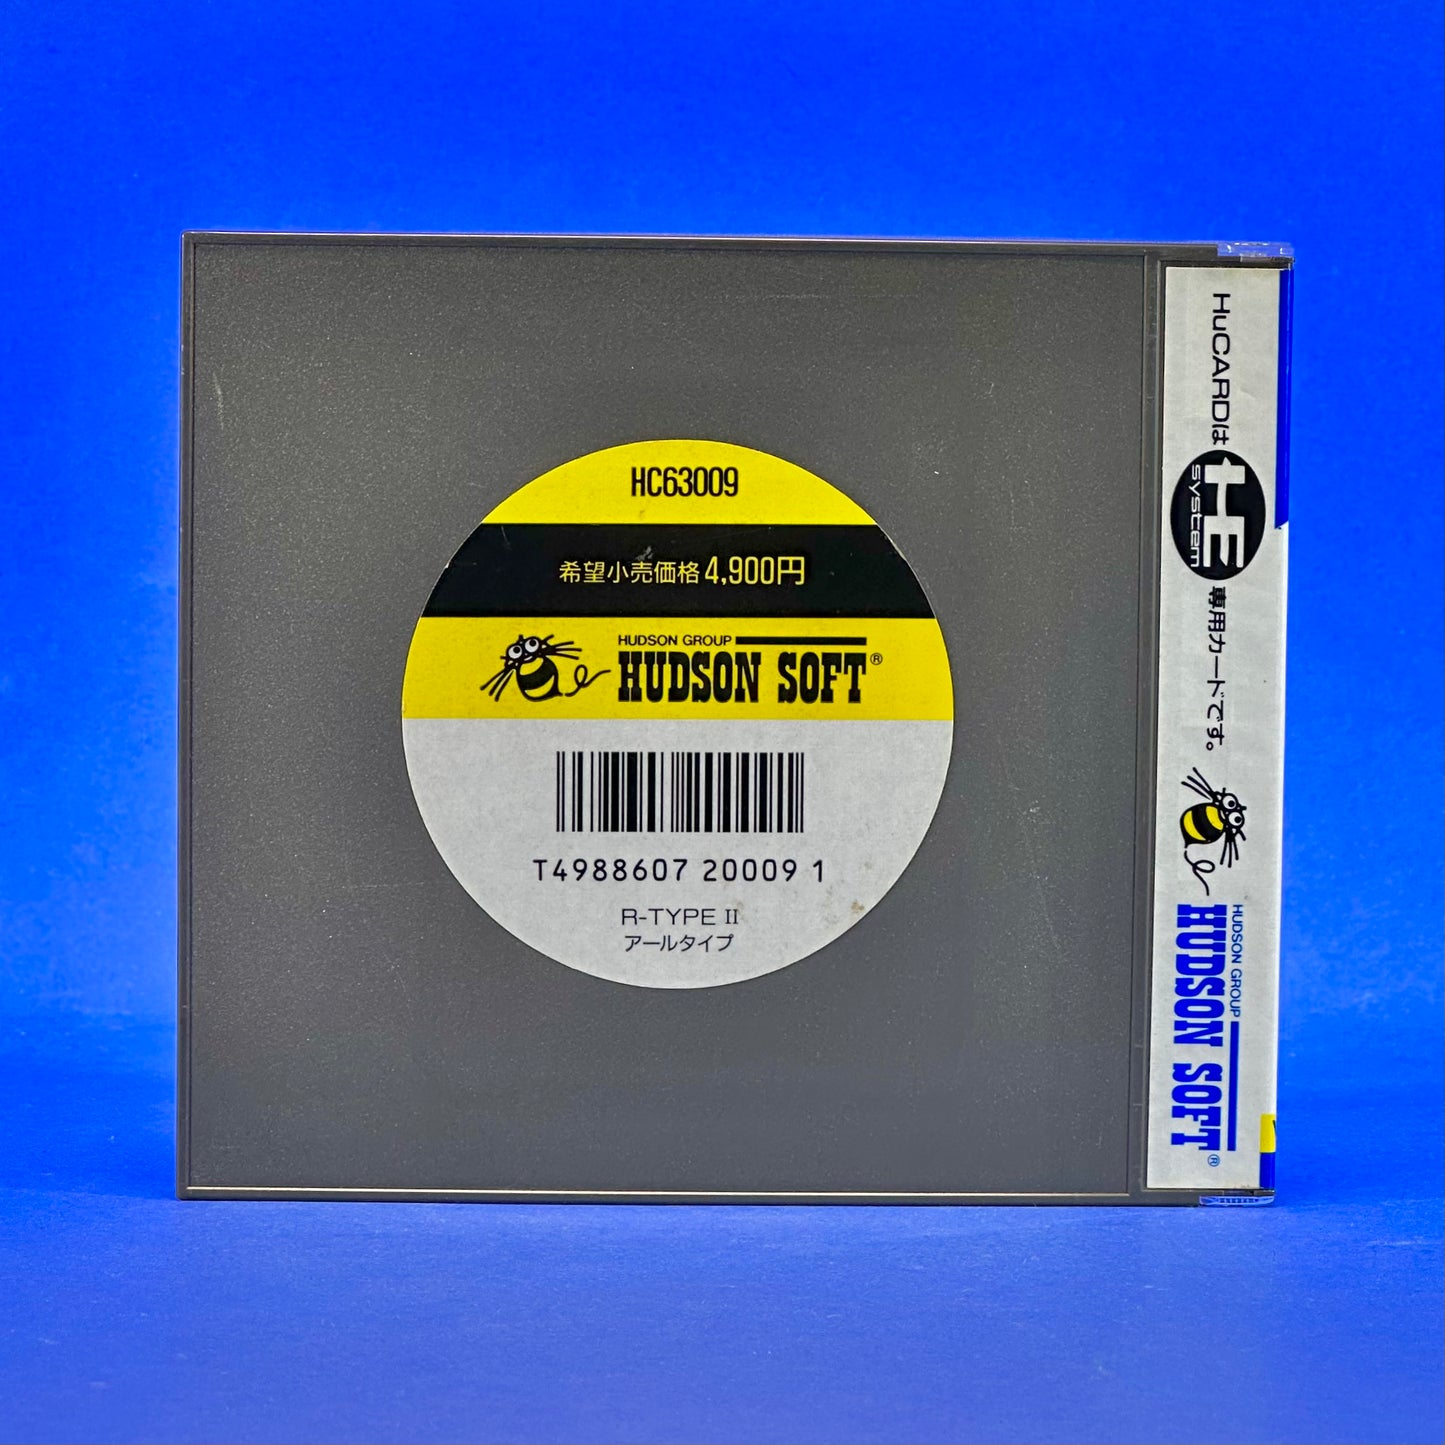 HC63009
希望小売価格 4,900円
HUDSON GROUP
HUDSON SOFT®
T4988607 20009 1
R-TYPE II
アールタイプ
HuCARDは
HE
system
専用カードです。
HUDSON GROUP
HUDSON SOFT®